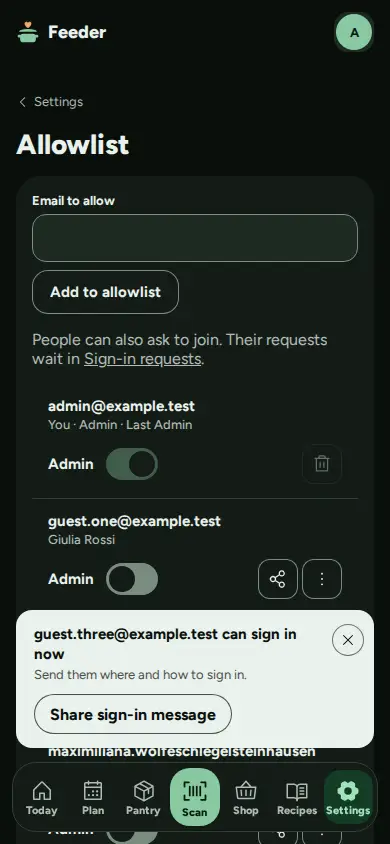 Feeder
A
Settings
Allowlist
Email to allow
Add to allowlist
People can also ask to join. Their requests
wait in Sign-in requests.
admin@example.test
You · Admin · Last Admin
Admin
guest.one@example.test
Giulia Rossi
Admin
guest.three@example.test can sign in
now
Send them where and how to sign in.
Share sign-in message
maximiliana.wolfeschlegelsteinhausen
Admin
Today
Plan
Pantry
Scan
Shop
Recipes
Settings